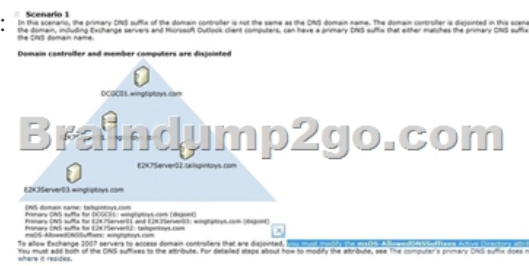 :
Scenario 1
In this scenario, the primary DNS suffix of the domain controller is not the same as the DNS domain name. The domain controller is disjointed in this scena
the domain, including Exchange servers and Microsoft Outlook client computers, can have a primary DNS suffix that either matches the primary DNS suffix
the DNS domain name.
Domain controller and member computers are disjointed
DCGC01.wingtiptoys.com
Braindump2go.com
E2K7Server02.tailspintoys.com
E2K3Server03.wingtiptoys.com
DNS domain name: tailspintoys.com
Primary DNS suffix for DCGC01: wingtiptoys.com (disjoint)
Primary DNS suffix for E2K7Server01 and E2K3Server03: wingtiptoys.com (disjoint)
Primary DNS suffix for E2K7Server02: tailspintoys.com
msDS-AllowedDNSSuffixes: wingtiptoys.com
To allow Exchange 2007 servers to access domain controllers that are disjointed, you must modify the msDS-AllowedDNSSuffixes Active Directory attri
You must add both of the DNS suffixes to the attribute. For detailed steps about how to modify the attribute, see The computer's primary DNS suffix does n
where it resides.